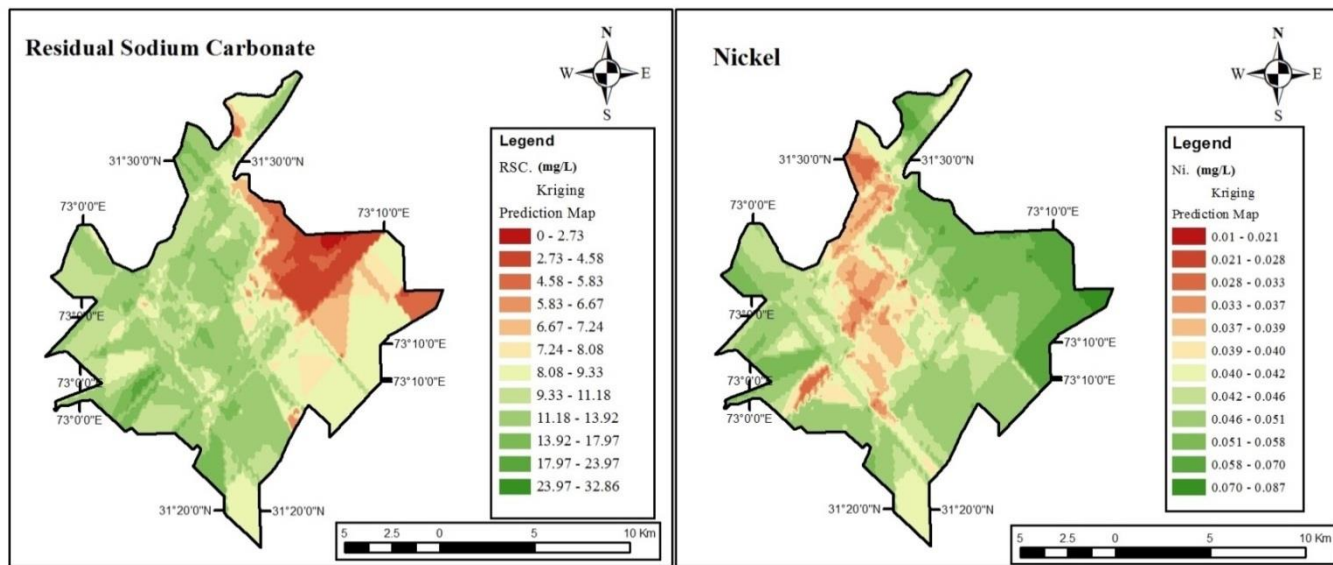 Residual Sodium Carbonate
N
W E
S
Legend
RSC. (mg/L)
Kriging
Prediction Map
0 - 2.73
2.73 - 4.58
4.58 - 5.83
5.83 - 6.67
6.67 - 7.24
7.24 - 8.08
8.08 - 9.33
9.33 - 11.18
11.18 - 13.92
13.92 - 17.97
17.97 - 23.97
23.97 - 32.86
31°30'0"N 31°30'0"N
73°0'0"E 73°10'0"E
73°0'0"E
73°10'0"E
73°0'0"E 73°10'0"E
73°0'0"E
31°20'0"N 31°20'0"N
5 2.5 0 5 10 Km
Nickel
N
W E
S
Legend
Ni. (mg/L)
Kriging
Prediction Map
0.01 - 0.021
0.021 - 0.028
0.028 - 0.033
0.033 - 0.037
0.037 - 0.039
0.039 - 0.040
0.040 - 0.042
0.042 - 0.046
0.046 - 0.051
0.051 - 0.058
0.058 - 0.070
0.070 - 0.087
31°30'0"N 31°30'0"N
73°0'0"E 73°10'0"E
73°0'0"E
73°10'0"E
73°0'0"E 73°10'0"E
73°0'0"E
31°20'0"N 31°20'0"N
5 2.5 0 5 10 Km